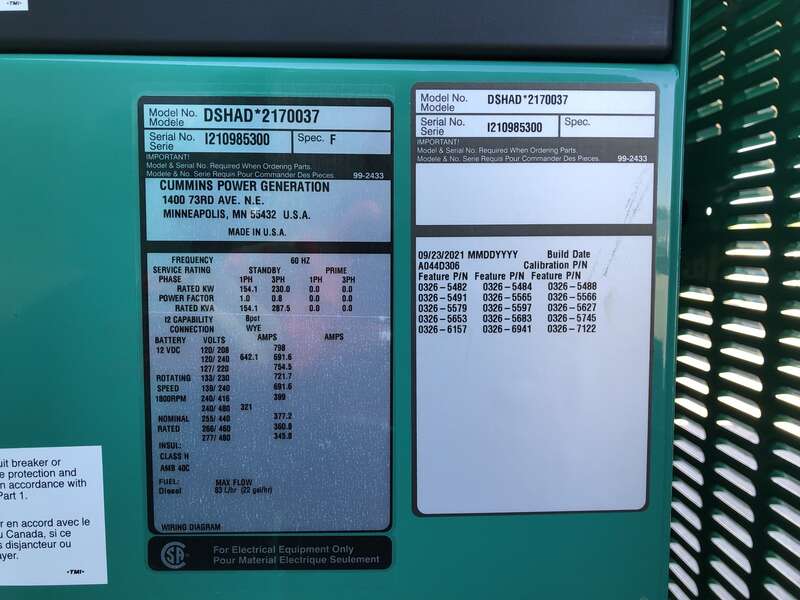 ‹TMI›
Model No.
Modele
DSHAD*2170037
Serial No.
Serie
I210985300
Spec. F
IMPORTANT!
Model & Serial No. Required When Ordering Parts.
Modele & No. Serie Requis Pour Commander Des Pieces.
99-2433
CUMMINS POWER GENERATION
1400 73RD AVE. N.E.
MINNEAPOLIS, MN 55432 U.S.A.
MADE IN U.S.A.
FREQUENCY 60 HZ
SERVICE RATING STANDBY PRIME
PHASE 1PH 3PH 1PH 3PH
RATED KW 154.1 230.0 0.0 0.0
POWER FACTOR 1.0 0.8 0.0 0.0
RATED KVA 154.1 287.5 0.0 0.0
CONNECTION WYE
BATTERY VOLTS AMPS AMPS
12 VDC 120/ 208 798
120/ 240 642.1 691.6
127/ 220 754.5
ROTATING 133/ 230 721.7
SPEED 139/ 240 691.6
1800RPM 240/ 416 399
240/ 480 321
NOMINAL 255/ 440 377.2
RATED 266/ 460 360.8
277/ 480 345.8
INSUL:
CLASS H
AMB 40C
FUEL: MAX FLOW
Diesel 83 L/hr (22 gal/hr)
WIRING DIAGRAM
SA
For Electrical Equipment Only
Pour Material Electrique Seulement
Model No.
Modele
DSHAD*2170037
Serial No.
Serie
I210985300
Spec.
IMPORTANT!
Model & Serial No. Required When Ordering Parts.
Modele & No. Serie Requis Pour Commander Des Pieces.
99-2433
09/23/2021 MMDDYYYY Build Date
A044D306 Calibration P/N
Feature P/N Feature P/N Feature P/N
0326-5482 0326-5484 0326-5488
0326-5491 0326-5565 0326-5566
0326-5579 0326-5597 0326-5627
0326-5653 0326-5683 0326-5745
0326-6157 0326-6941 0326-7122
uit breaker or
e protection and
n accordance with
Part 1.
r en accord avec le
u Canada, si ce
s disjoncteur ou
ayer.
‹TMI›